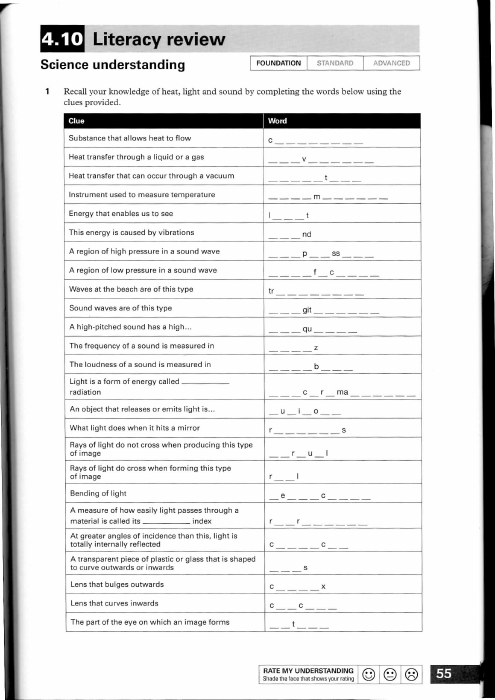 4.10 Literacy review
Science understanding
FOUNDATION STANDARD ADVANCED
1 Recall your knowledge of heat, light and sound by completing the words below using the
clues provided.
Clue Word
Substance that allows heat to flow c_ _ _ _ _ _ _ _
Heat transfer through a liquid or a gas _ _ _ v _ _ _ _ _ _
Heat transfer that can occur through a vacuum _ _ _ _ _ t _ _ _
Instrument used to measure temperature _ _ _ _ m _ _ _ _ _ _
Energy that enables us to see l _ _ _ t
This energy is caused by vibrations _ _ _ nd
A region of high pressure in a sound wave _ _ _ p _ _ ss _ _ _
A region of low pressure in a sound wave _ _ _ _ f _ c _ _ _ _
Waves at the beach are of this type tr _ _ _ _ _ _ _ _
Sound waves are of this type _ _ _ git _ _ _ _ _ _
A high-pitched sound has a high... _ _ _ qu _ _ _ _
The frequency of a sound is measured in _ _ _ _ z
The loudness of a sound is measured in _ _ _ _ b _ _ _
Light is a form of energy called ________
radiation _ _ _ c _ r _ ma _ _ _ _ _ _
An object that releases or emits light is... _ u _ i _ o _ _
What light does when it hits a mirror r _ _ _ _ _ _ s
Rays of light do not cross when producing this type
of image _ _ r _ u _ l
Rays of light do cross when forming this type
of image r _ _ l
Bending of light _ e _ _ _ c _ _ _ _
A measure of how easily light passes through a
material is called its ________ index r _ _ r _ _ _ _ _ _
At greater angles of incidence than this, light is
totally internally reflected c _ _ _ _ c _ _
A transparent piece of plastic or glass that is shaped
to curve outwards or inwards _ _ _ s
Lens that bulges outwards c _ _ _ _ x
Lens that curves inwards c _ _ c _ _ _
The part of the eye on which an image forms _ _ t _ _ _
RATE MY UNDERSTANDING
Shade the face that shows your rating
55